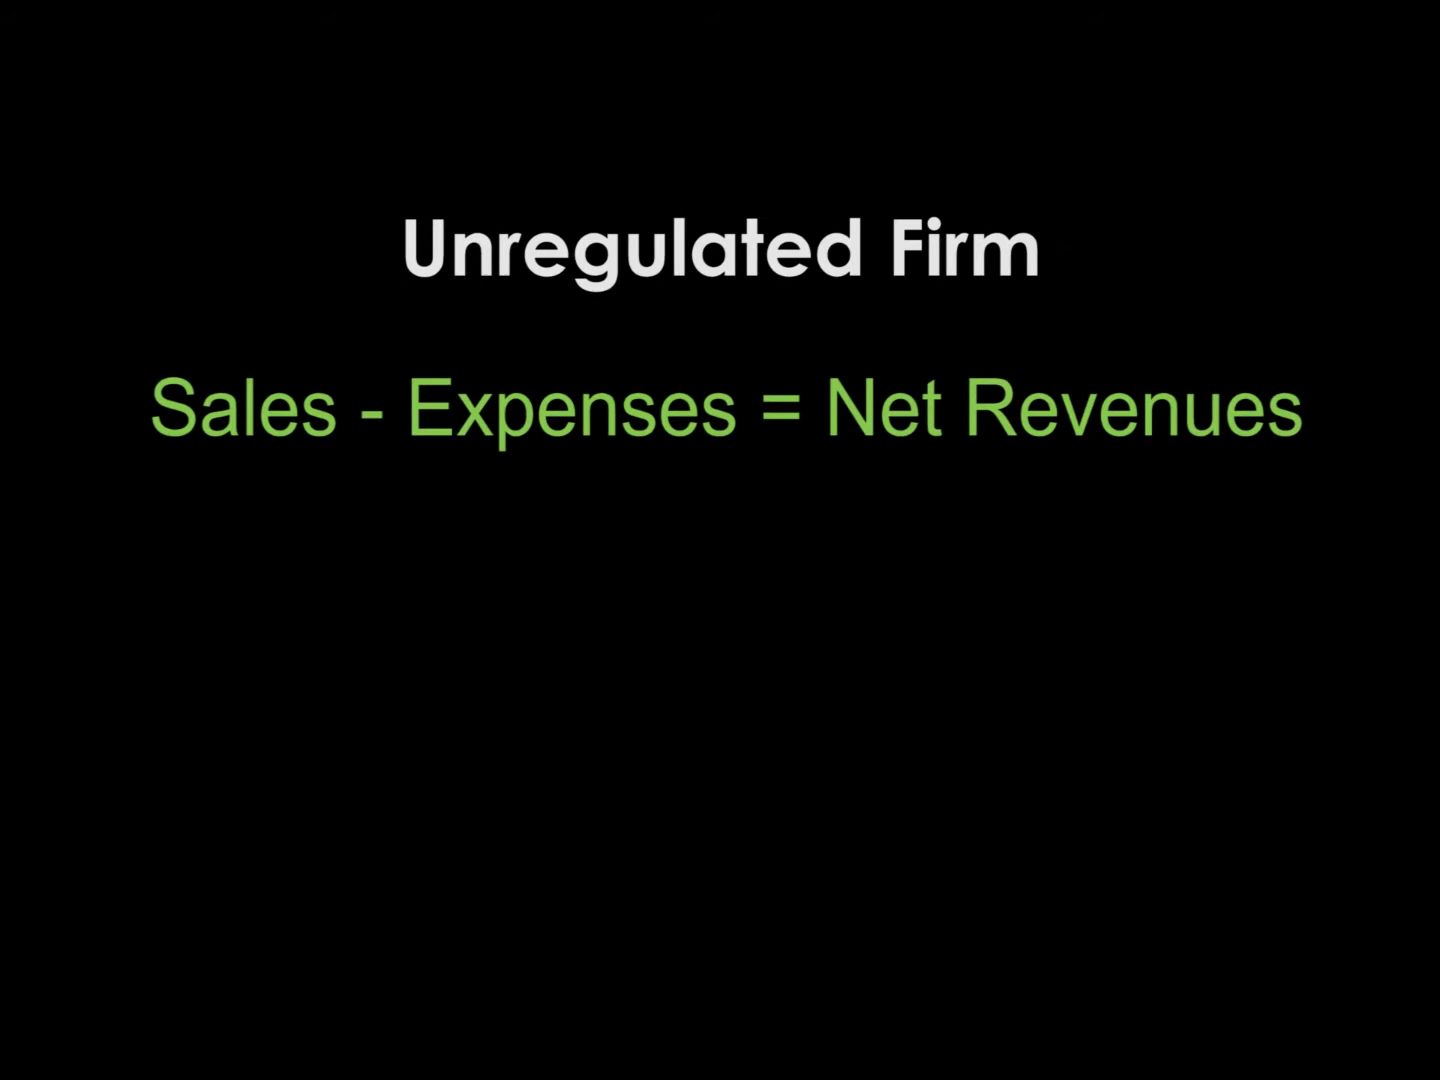 Unregulated Firm
Sales - Expenses = Net Revenues